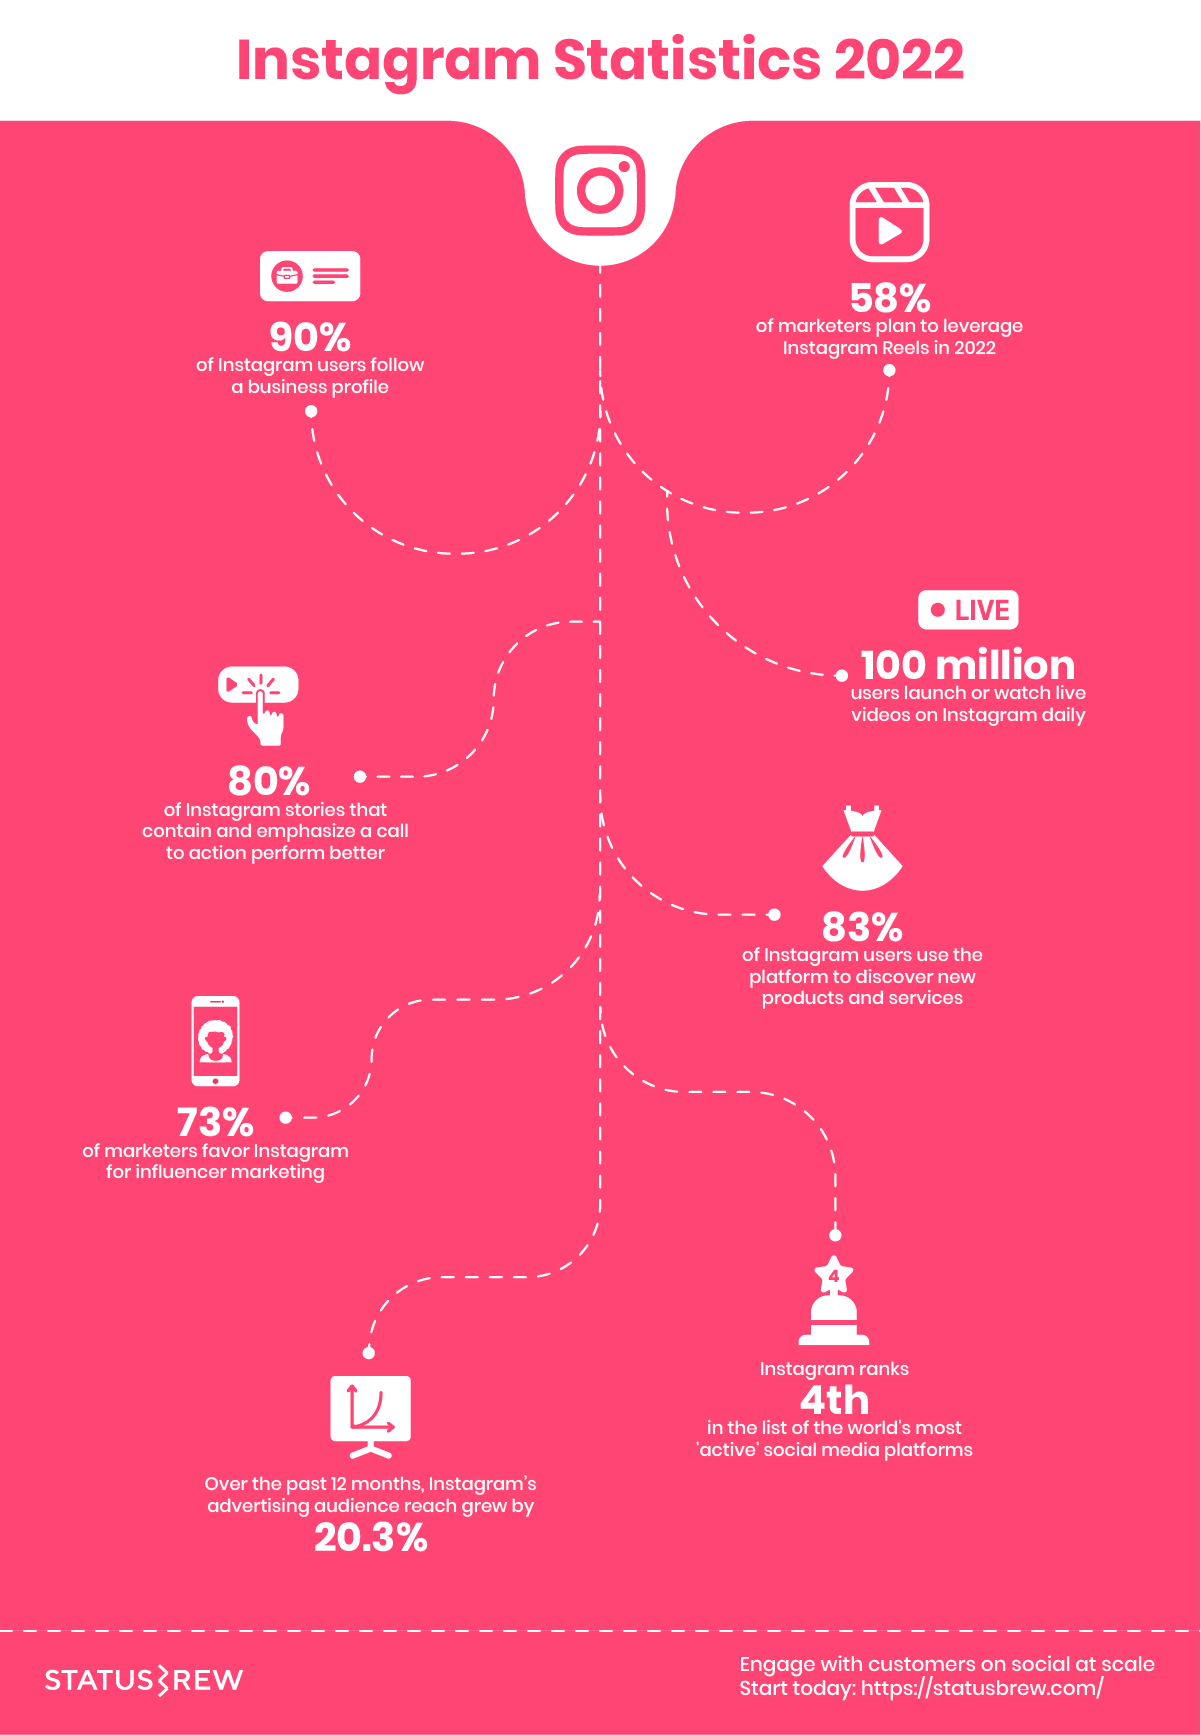 Instagram Statistics 2022
90%
of Instagram users follow
a business profile
58%
of marketers plan to leverage
Instagram Reels in 2022
LIVE
100 million
users launch or watch live
videos on Instagram daily
80%
of Instagram stories that
contain and emphasize a call
to action perform better
83%
of Instagram users use the
platform to discover new
products and services
73%
of marketers favor Instagram
for influencer marketing
4
Instagram ranks
4th
in the list of the world's most
'active' social media platforms
Over the past 12 months, Instagram's
advertising audience reach grew by
20.3%
STATUSBREW
Engage with customers on social at scale
Start today: https://statusbrew.com/